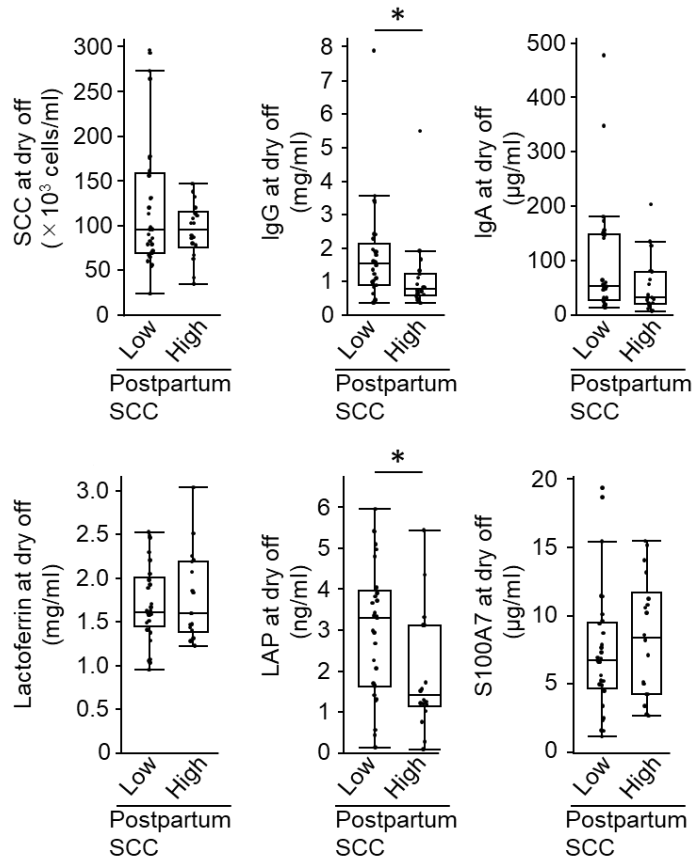 SCC at dry off
(×10³ cells/ml)
300
250
200
150
100
50
0
Low
High
Postpartum
SCC
*
IgG at dry off
(mg/ml)
8
7
6
5
4
3
2
1
0
Low
High
Postpartum
SCC
IgA at dry off
(μg/ml)
500
400
300
200
100
0
Low
High
Postpartum
SCC
Lactoferrin at dry off
(mg/ml)
3.0
2.5
2.0
1.5
1.0
0.5
0
Low
High
Postpartum
SCC
*
LAP at dry off
(ng/ml)
6
5
4
3
2
1
0
Low
High
Postpartum
SCC
S100A7 at dry off
(μg/ml)
20
15
10
5
0
Low
High
Postpartum
SCC